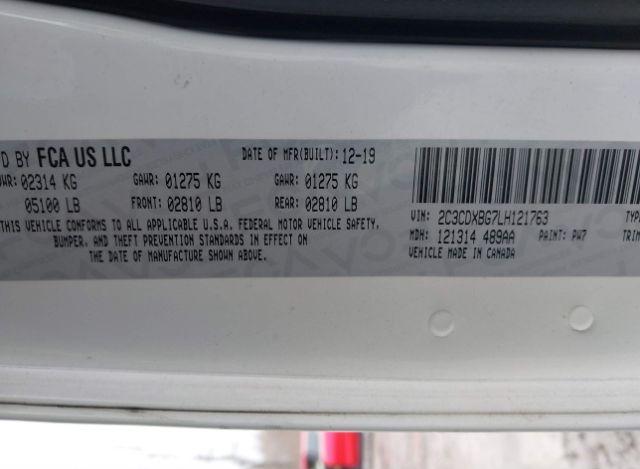 D BY FCA US LLC DATE OF MFR(BUILT): 12-19
WR: 02314 KG GAWR: 01275 KG GAWR: 01275 KG
05100 LB FRONT: 02810 LB REAR: 02810 LB
THIS VEHICLE CONFORMS TO ALL APPLICABLE U.S.A. FEDERAL MOTOR VEHICLE SAFETY,
BUMPER, AND THEFT PREVENTION STANDARDS IN EFFECT ON
THE DATE OF MANUFACTURE SHOWN ABOVE.
VIN: 2C3CDXBG7LH121763 TYP
MDH: 121314 489AA PAINT: PW7 TRIM
VEHICLE MADE IN CANADA